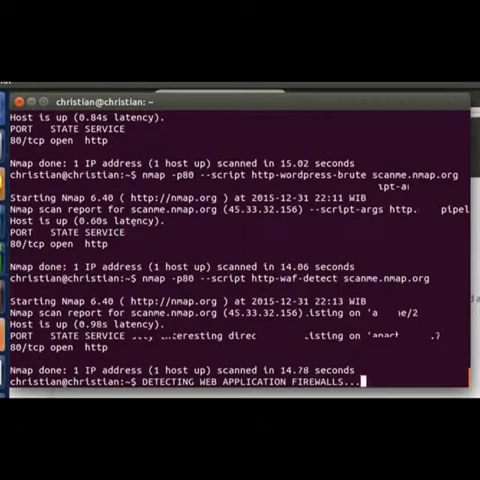 christian@christian: ~
Host is up (0.84s latency).
PORT STATE SERVICE
80/tcp open http
Nmap done: 1 IP address (1 host up) scanned in 15.02 seconds
christian@christian:~$ nmap -p80 --script http-wordpress-brute scanme.nmap.org
Starting Nmap 6.40 ( http://nmap.org ) at 2015-12-31 22:11 WIB
Nmap scan report for scanme.nmap.org (45.33.32.156) --script-args http. pipel
Host is up (0.60s latency).
PORT STATE SERVICE
80/tcp open http
Nmap done: 1 IP address (1 host up) scanned in 14.06 seconds
christian@christian:~$ nmap -p80 --script http-waf-detect scanme.nmap.org
Starting Nmap 6.40 ( http://nmap.org ) at 2015-12-31 22:13 WIB
Nmap scan report for scanme.nmap.org (45.33.32.156)
Host is up (0.98s latency).
PORT STATE SERVICE
80/tcp open http
Nmap done: 1 IP address (1 host up) scanned in 14.78 seconds
christian@christian:~$ DETECTING WEB APPLICATION FIREWALLS...